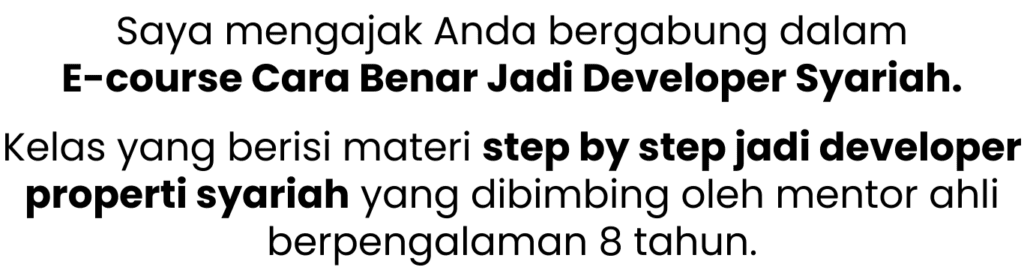 Saya mengajak Anda bergabung dalam
E-course Cara Benar Jadi Developer Syariah.
Kelas yang berisi materi step by step jadi developer
properti syariah yang dibimbing oleh mentor ahli
berpengalaman 8 tahun.